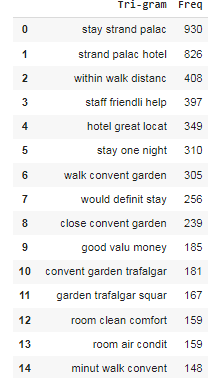 Tri-gram Freq
0 stay strand palac 930
1 strand palac hotel 826
2 within walk distanc 408
3 staff friendli help 397
4 hotel great locat 349
5 stay one night 310
6 walk convent garden 305
7 would definit stay 256
8 close convent garden 239
9 good valu money 185
10 convent garden trafalgar 181
11 garden trafalgar squar 167
12 room clean comfort 159
13 room air condit 159
14 minut walk convent 148